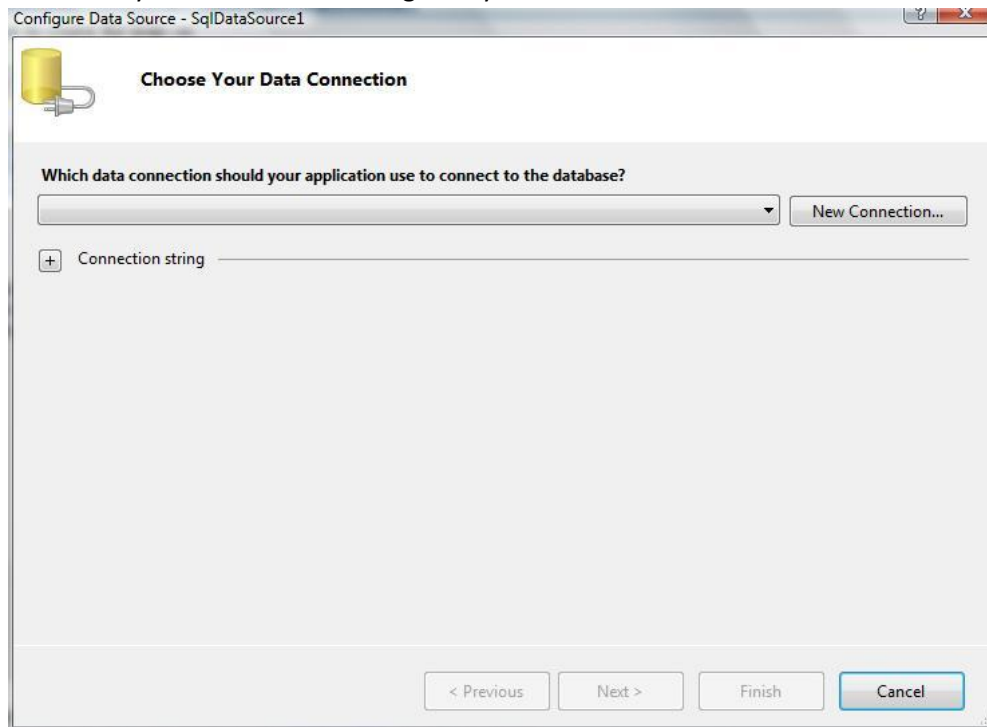 Configure Data Source - SqlDataSource1
?
X
Choose Your Data Connection
Which data connection should your application use to connect to the database?
New Connection...
+ Connection string
< Previous
Next >
Finish
Cancel